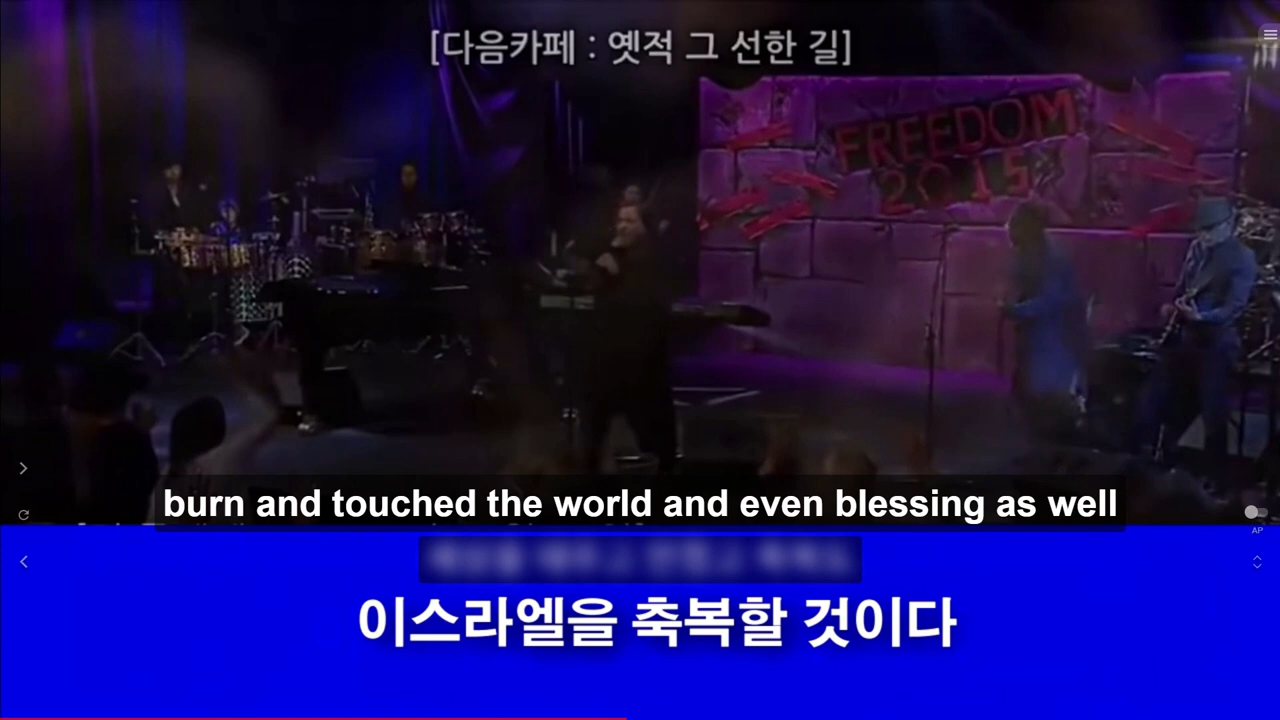 [다음카페 : 옛적 그 선한 길]
FREEDOM
2015
burn and touched the world and even blessing as well
AP
이스라엘을 축복할 것이다